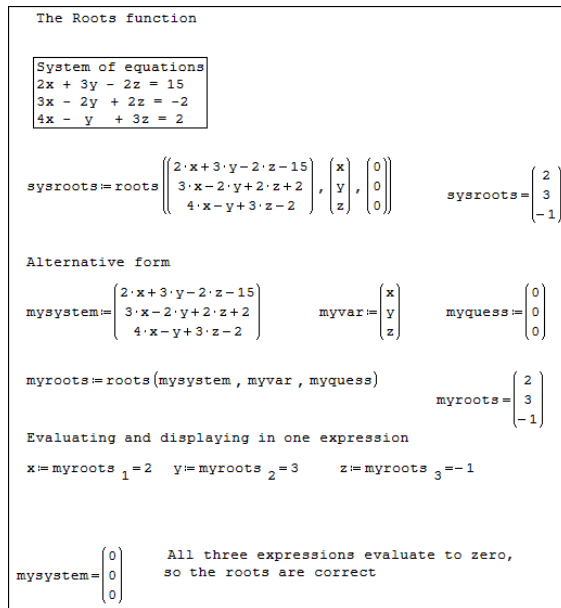 The Roots function
System of equations
2x + 3y - 2z = 15
3x - 2y + 2z = -2
4x - y + 3z = 2
sysroots≔roots((2·x+3·y-2·z-15
3·x-2·y+2·z+2
4·x-y+3·z-2), (x
y
z), (0
0
0))
sysroots=(2
3
-1)
Alternative form
mysystem≔(2·x+3·y-2·z-15
3·x-2·y+2·z+2
4·x-y+3·z-2)
myvar≔(x
y
z)
myquess≔(0
0
0)
myroots≔roots(mysystem , myvar , myquess)
myroots=(2
3
-1)
Evaluating and displaying in one expression
x≔myroots 1=2 y≔myroots 2=3 z≔myroots 3=-1
mysystem=(0
0
0)
All three expressions evaluate to zero,
so the roots are correct